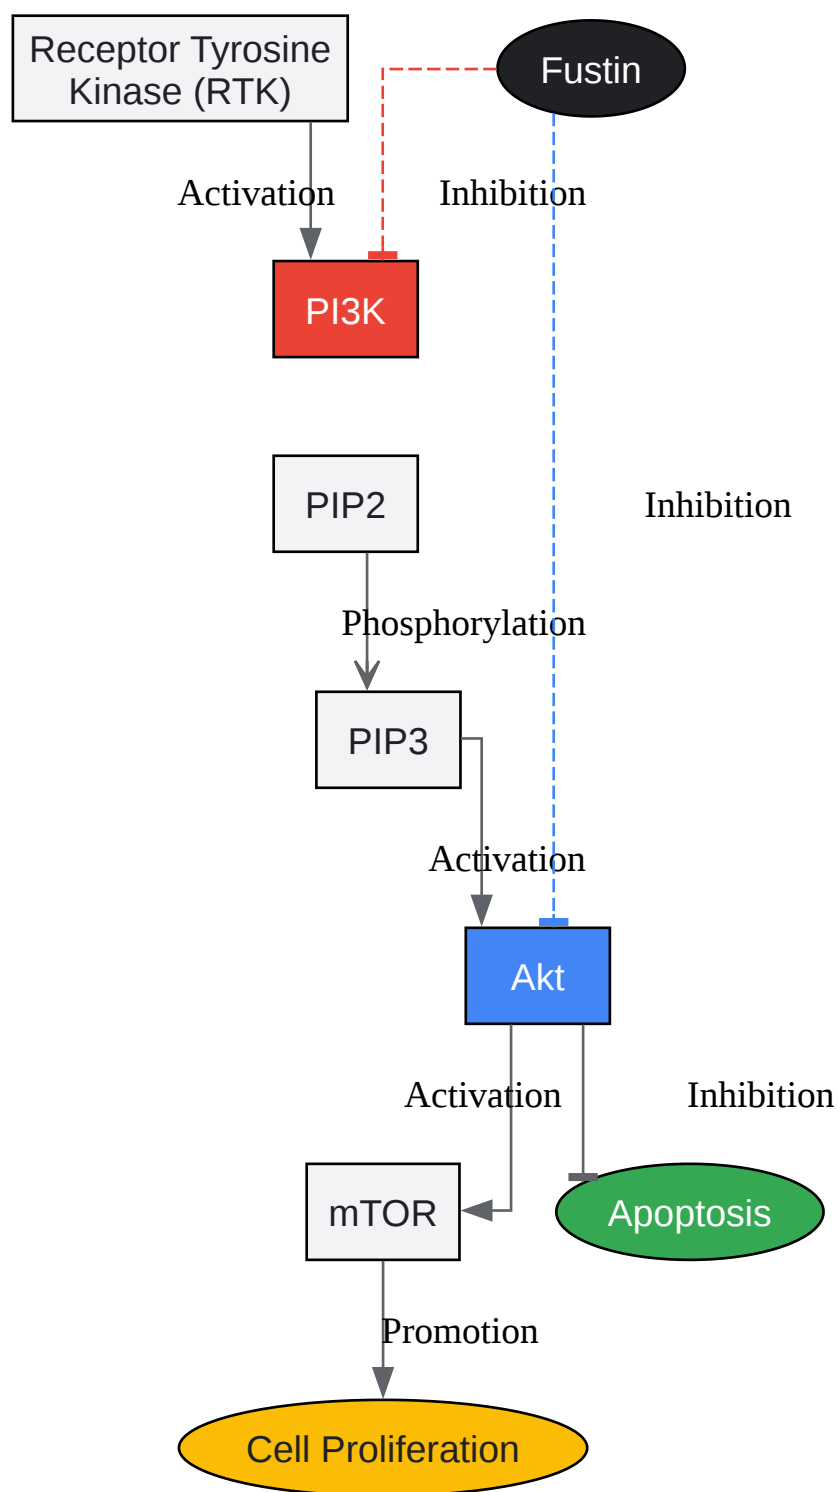 Receptor Tyrosine
Kinase (RTK)
Fustin
Activation
Inhibition
PI3K
PIP2
Inhibition
Phosphorylation
PIP3
Activation
Akt
Activation
Inhibition
mTOR
Apoptosis
Promotion
Cell Proliferation